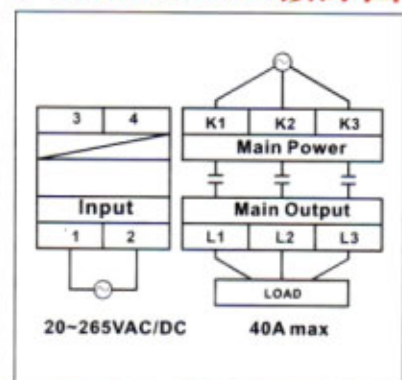 3 4
Input
1 2
20~265VAC/DC
K1 K2 K3
Main Power
Main Output
L1 L2 L3
LOAD
40A max